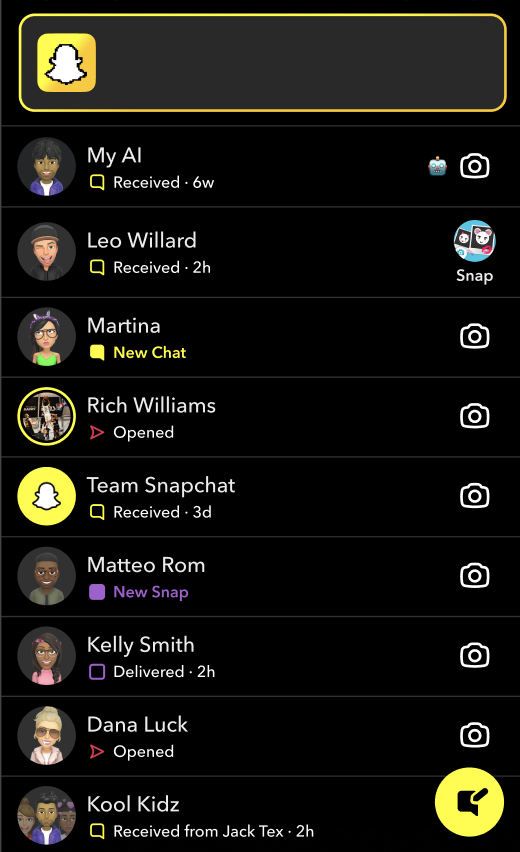 My AI
Received · 6w
Leo Willard
Received · 2h
Snap
Martina
New Chat
Rich Williams
Opened
Team Snapchat
Received · 3d
Matteo Rom
New Snap
Kelly Smith
Delivered · 2h
Dana Luck
Opened
Kool Kidz
Received from Jack Tex · 2h